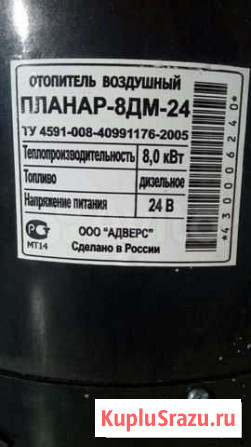 ОТОПИТЕЛЬ ВОЗДУШНЫЙ
ПЛАНАР-8ДМ-24
ТУ 4591-008-40991176-2005
Теплопроизводительность 8,0 кВт
Топливо дизельное
Напряжение питания 24 В
МТ14
ООО "АДВЕРС"
Сделано в России
*430006240*
KupluSrazu.ru